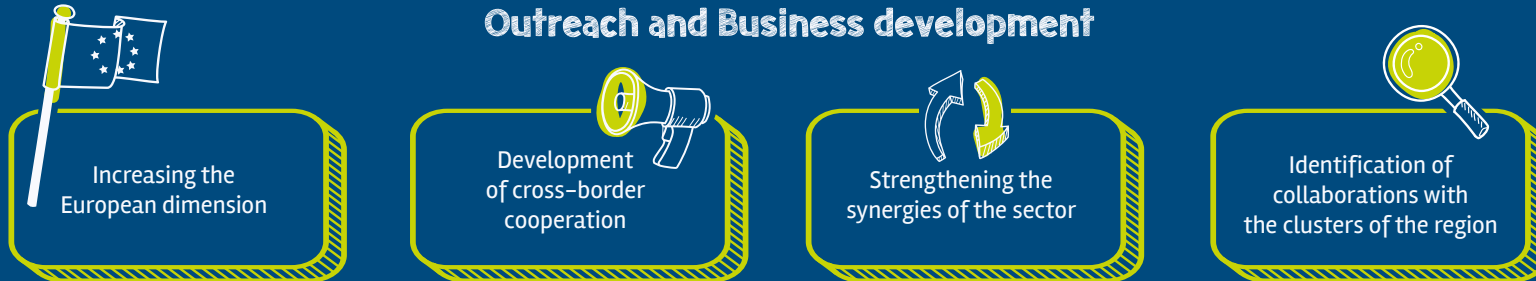 Outreach and Business development
Increasing the
European dimension
Development
of cross-border
cooperation
Strengthening the
synergies of the sector
Identification of
collaborations with
the clusters of the region